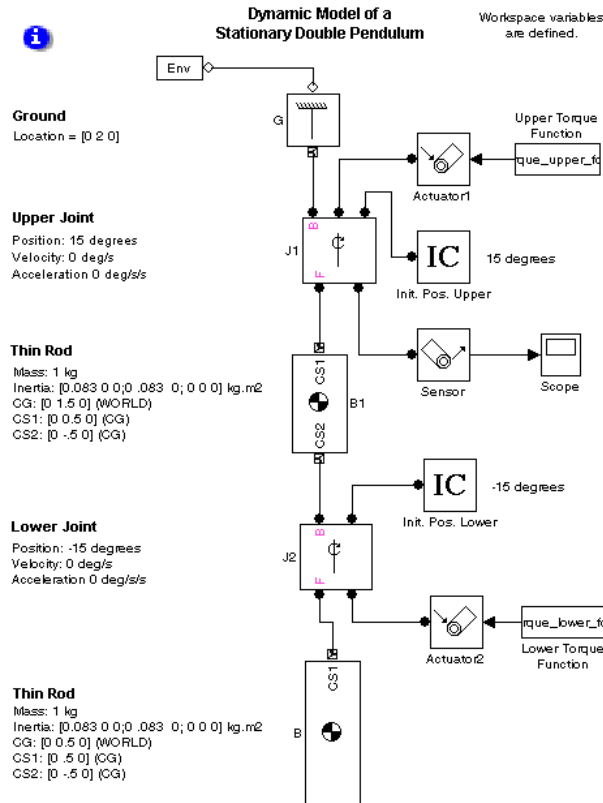 Dynamic Model of a
Stationary Double Pendulum
Workspace variables
are defined.
i
Env
Ground
Location = [0 2 0]
G
Upper Torque
Function
rque_upper_fo
Actuator1
Upper Joint
Position: 15 degrees
Velocity: 0 deg/s
Acceleration 0 deg/s/s
B
J1
F
IC
15 degrees
Init. Pos. Upper
Thin Rod
Mass: 1 kg
Inertia: [0.083 0 0;0 .083 0; 0 0 0] kg.m2
CG: [0 1.5 0] (WORLD)
CS1: [0 0.5 0] (CG)
CS2: [0 -.5 0] (CG)
CS1
CS2
B1
Sensor
Scope
IC
-15 degrees
Init. Pos. Lower
Lower Joint
Position: -15 degrees
Velocity: 0 deg/s
Acceleration 0 deg/s/s
B
J2
F
rque_lower_fo
Actuator2
Lower Torque
Function
Thin Rod
Mass: 1 kg
Inertia: [0.083 0 0;0 .083 0; 0 0 0] kg.m2
CG: [0 0.5 0] (WORLD)
CS1: [0 .5 0] (CG)
CS2: [0 -.5 0] (CG)
CS1
B